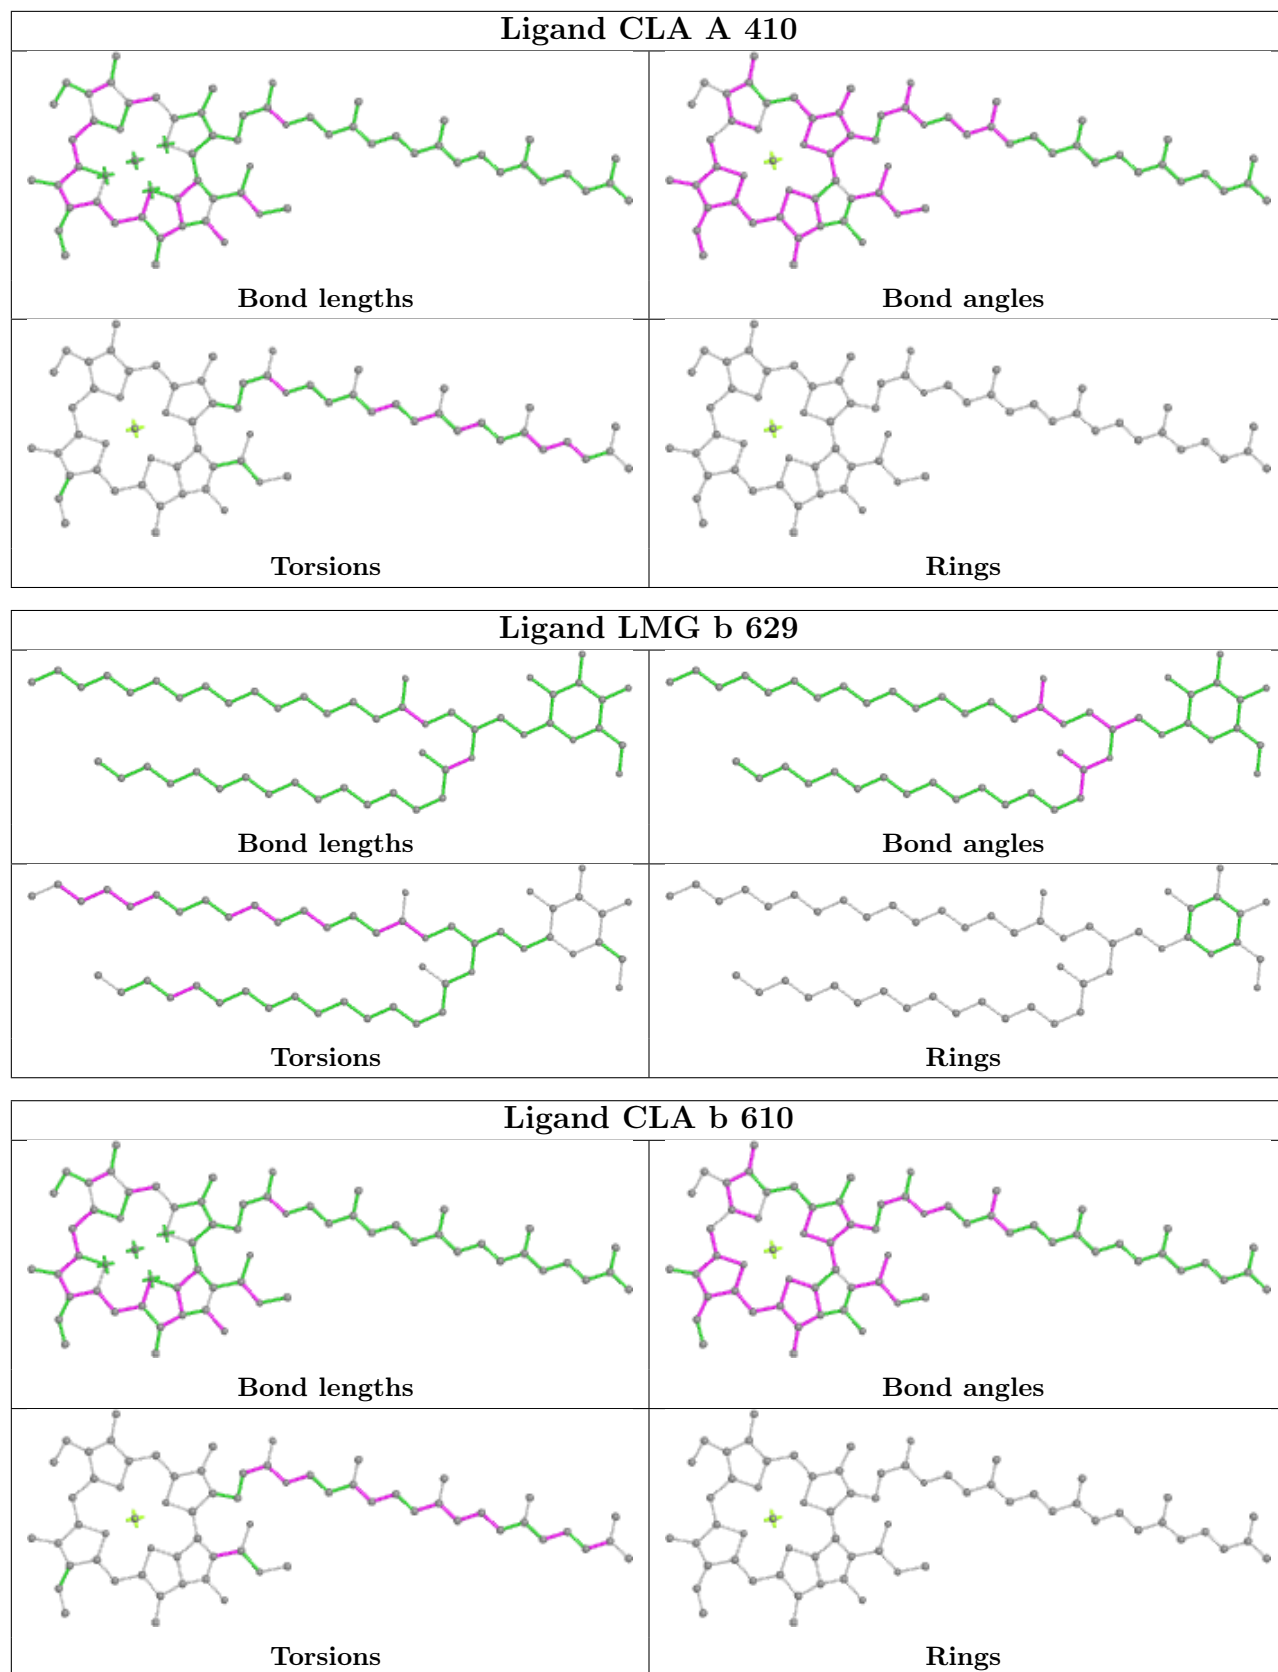 Ligand CLA A 410
Bond lengths
Bond angles
Torsions
Rings
Ligand LMG b 629
Bond lengths
Bond angles
Torsions
Rings
Ligand CLA b 610
Bond lengths
Bond angles
Torsions
Rings